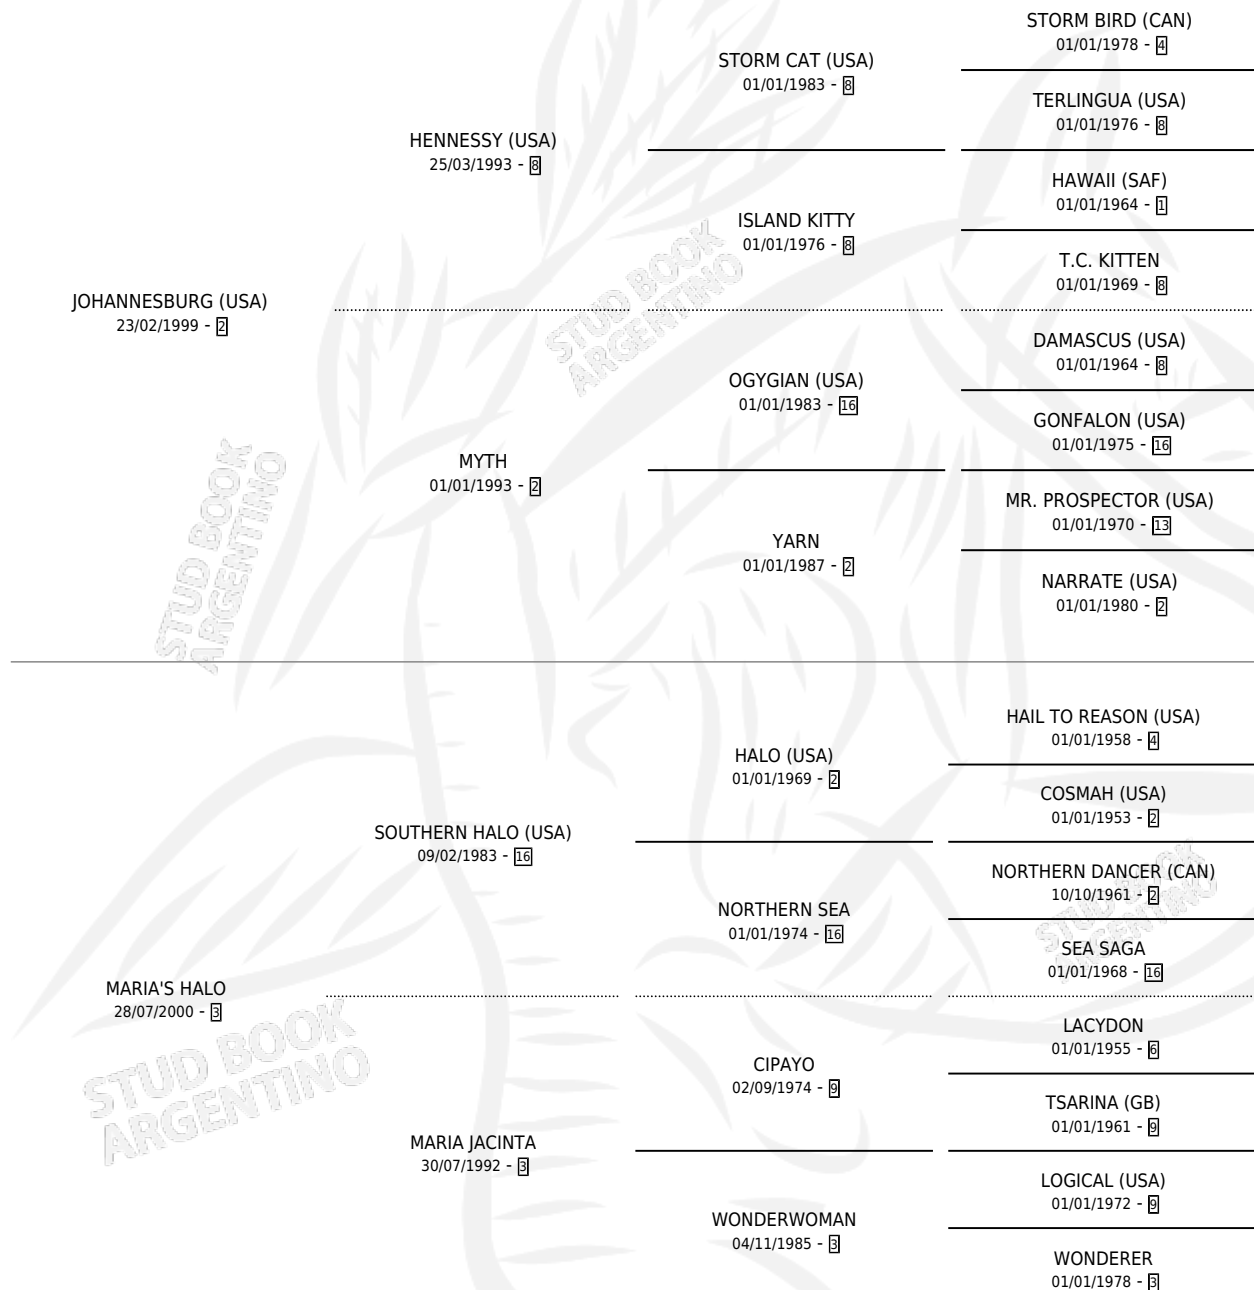 STORM BIRD (CAN)
01/01/1978 - 4
STORM CAT (USA)
01/01/1983 - 8
TERLINGUA (USA)
01/01/1976 - 8
HENNESSY (USA)
25/03/1993 - 8
HAWAII (SAF)
01/01/1964 - 1
ISLAND KITTY
01/01/1976 - 8
T.C. KITTEN
01/01/1969 - 8
JOHANNESBURG (USA)
23/02/1999 - 2
DAMASCUS (USA)
01/01/1964 - 8
OGYGIAN (USA)
01/01/1983 - 16
GONFALON (USA)
01/01/1975 - 16
MYTH
01/01/1993 - 2
MR. PROSPECTOR (USA)
01/01/1970 - 13
YARN
01/01/1987 - 2
NARRATE (USA)
01/01/1980 - 2
HAIL TO REASON (USA)
01/01/1958 - 4
HALO (USA)
01/01/1969 - 2
COSMAH (USA)
01/01/1953 - 2
SOUTHERN HALO (USA)
09/02/1983 - 16
NORTHERN DANCER (CAN)
10/10/1961 - 2
NORTHERN SEA
01/01/1974 - 16
SEA SAGA
01/01/1968 - 16
MARIA'S HALO
28/07/2000 - 3
LACYDON
01/01/1955 - 6
CIPAYO
02/09/1974 - 9
TSARINA (GB)
01/01/1961 - 9
MARIA JACINTA
30/07/1992 - 3
LOGICAL (USA)
01/01/1972 - 9
WONDERWOMAN
04/11/1985 - 3
WONDERER
01/01/1978 - 3
STUD BOOK
ARGENTINO
STUD BOOK
ARGENTINO
STUD BOOK
ARGENTINO
STUD BOOK
ARGENTINO